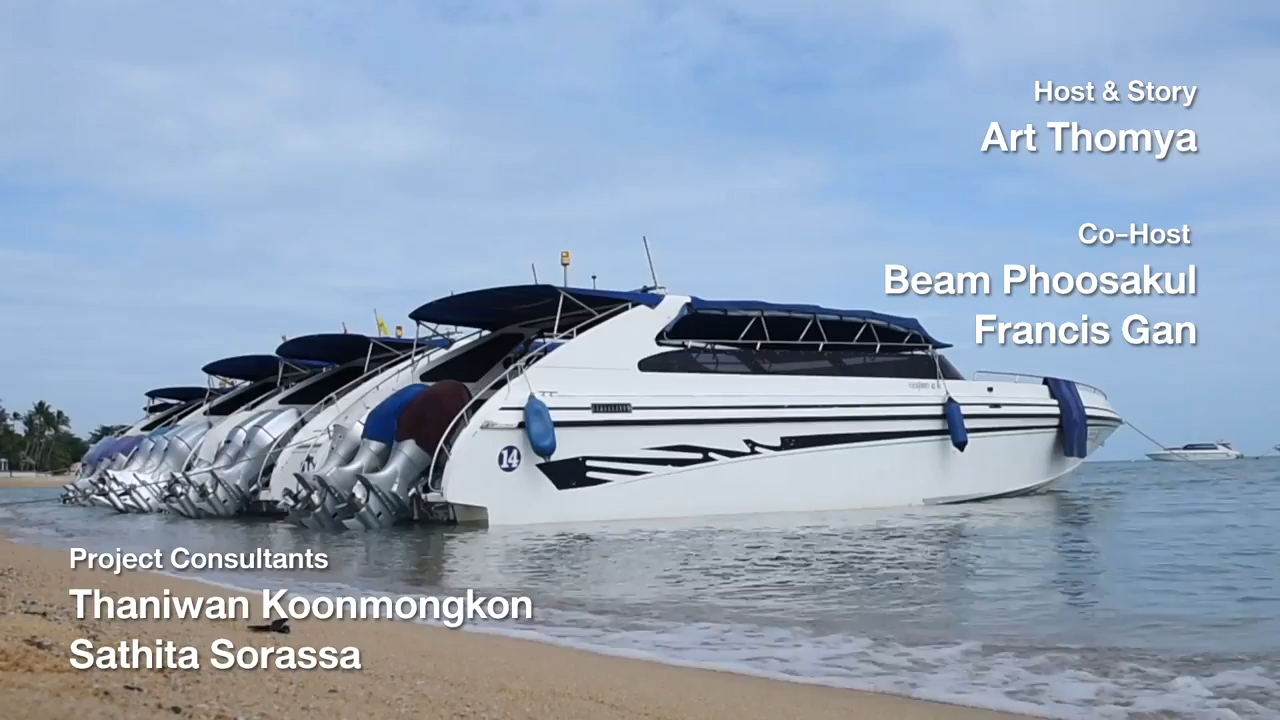 Host & Story
Art Thomya
Co-Host
Beam Phoosakul
Francis Gan
14
Project Consultants
Thaniwan Koonmongkon
Sathita Sorassa